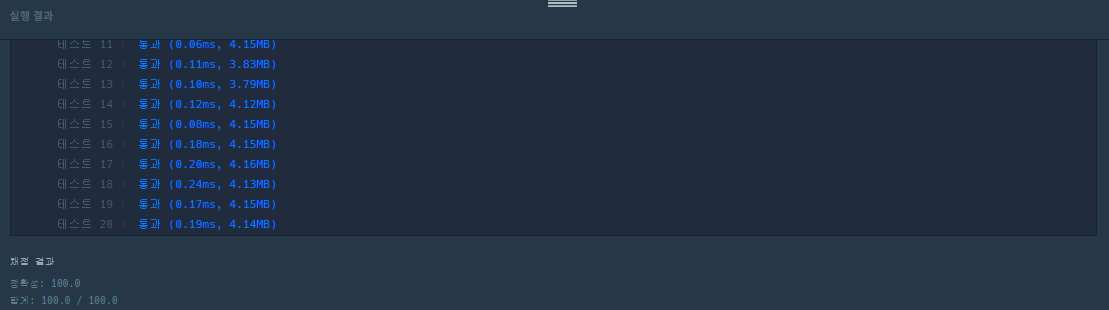 실행 결과
테스트 11 > 통과 (0.06ms, 4.15MB)
테스트 12 > 통과 (0.11ms, 3.83MB)
테스트 13 > 통과 (0.10ms, 3.79MB)
테스트 14 > 통과 (0.12ms, 4.12MB)
테스트 15 > 통과 (0.08ms, 4.15MB)
테스트 16 > 통과 (0.18ms, 4.15MB)
테스트 17 > 통과 (0.20ms, 4.16MB)
테스트 18 > 통과 (0.24ms, 4.13MB)
테스트 19 > 통과 (0.17ms, 4.15MB)
테스트 20 > 통과 (0.19ms, 4.14MB)
채점 결과
정확성: 100.0
합계: 100.0 / 100.0